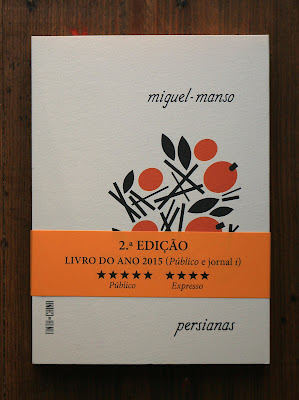 miguel-manso
2.ª EDIÇÃO
LIVRO DO ANO 2015 (Público e jornal i)
★★★★★ ★★★★
Público Expresso
persianas